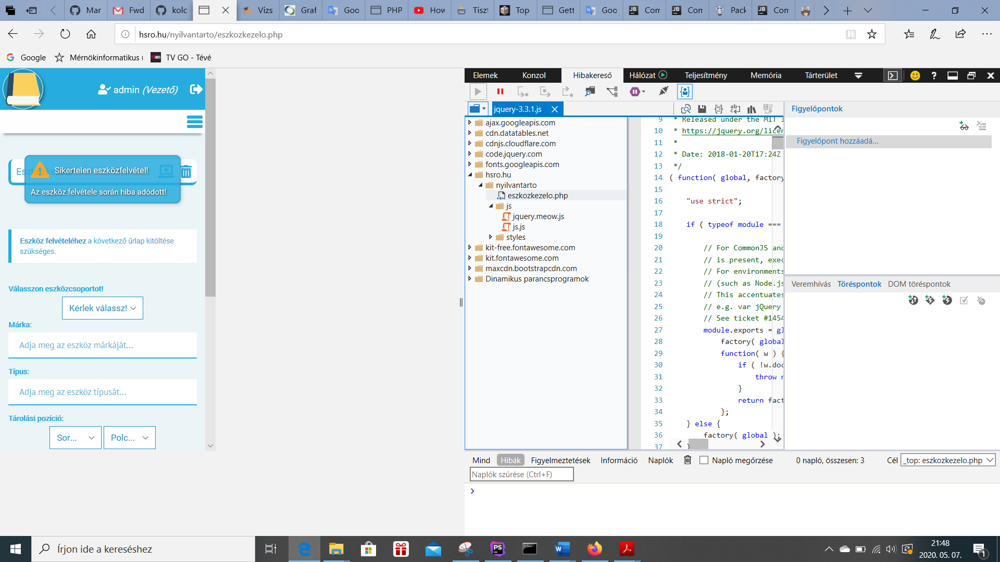 Mar
Fwd
kolc
Vizs
Graf
Goo
PHP
How
Tiszt
Top
Gett
Goo
Com
Com
Pack
Com
hsro.hu/nyilvantarto/eszkozkezelo.php
Google
Mérnökinformatikus
TV GO - Tévé
admin (Vezető)
Sikertelen eszközfelvétel!
Az eszköz felvétele során hiba adódott!
Eszköz felvételéhez a következő űrlap kitöltése
szükséges.
Válasszon eszközcsoportot!
Kérlek válassz!
Márka:
Adja meg az eszköz márkáját...
Típus:
Adja meg az eszköz típusát...
Tárolási pozíció:
Sor... Polc...
Elemek Konzol Hibakereső Hálózat Teljesítmény Memória Tárterület
jquery-3.3.1.js
ajax.googleapis.com
cdn.datatables.net
cdnjs.cloudflare.com
code.jquery.com
fonts.googleapis.com
hsro.hu
nyilvantarto
eszkozkezelo.php
js
jquery.meow.js
js.js
styles
kit-free.fontawesome.com
kit.fontawesome.com
maxcdn.bootstrapcdn.com
Dinamikus parancsprogramok
9 * Released under the MIT
10 * https://jquery.org/licen
11 *
12 * Date: 2018-01-20T17:24Z
13 */
14 ( function( global, factory
15
16 "use strict";
17
18 if ( typeof module ===
19
20 // For CommonJS and
21 // is present, exec
22 // For environments
23 // (such as Node.js
24 // This accentuates
25 // e.g. var jQuery
26 // See ticket #1454
27 module.exports = gl
28 factory( global
29 function( w ) {
30 if ( !w.doc
31 throw n
32 }
33 return fact
34 };
35 } else {
36 factory( global );
37 }
Figyelőpontok
Figyelőpont hozzáadá...
Veremhívás Töréspontok DOM töréspontok
Mind Hibák Figyelmeztetések Információ Naplók Napló megőrzése 0 napló, összesen: 3 Cél _top: eszkozkezelo.php
Naplók szűrése (Ctrl+F)
Írjon ide a kereséshez
21:48
2020. 05. 07.
1